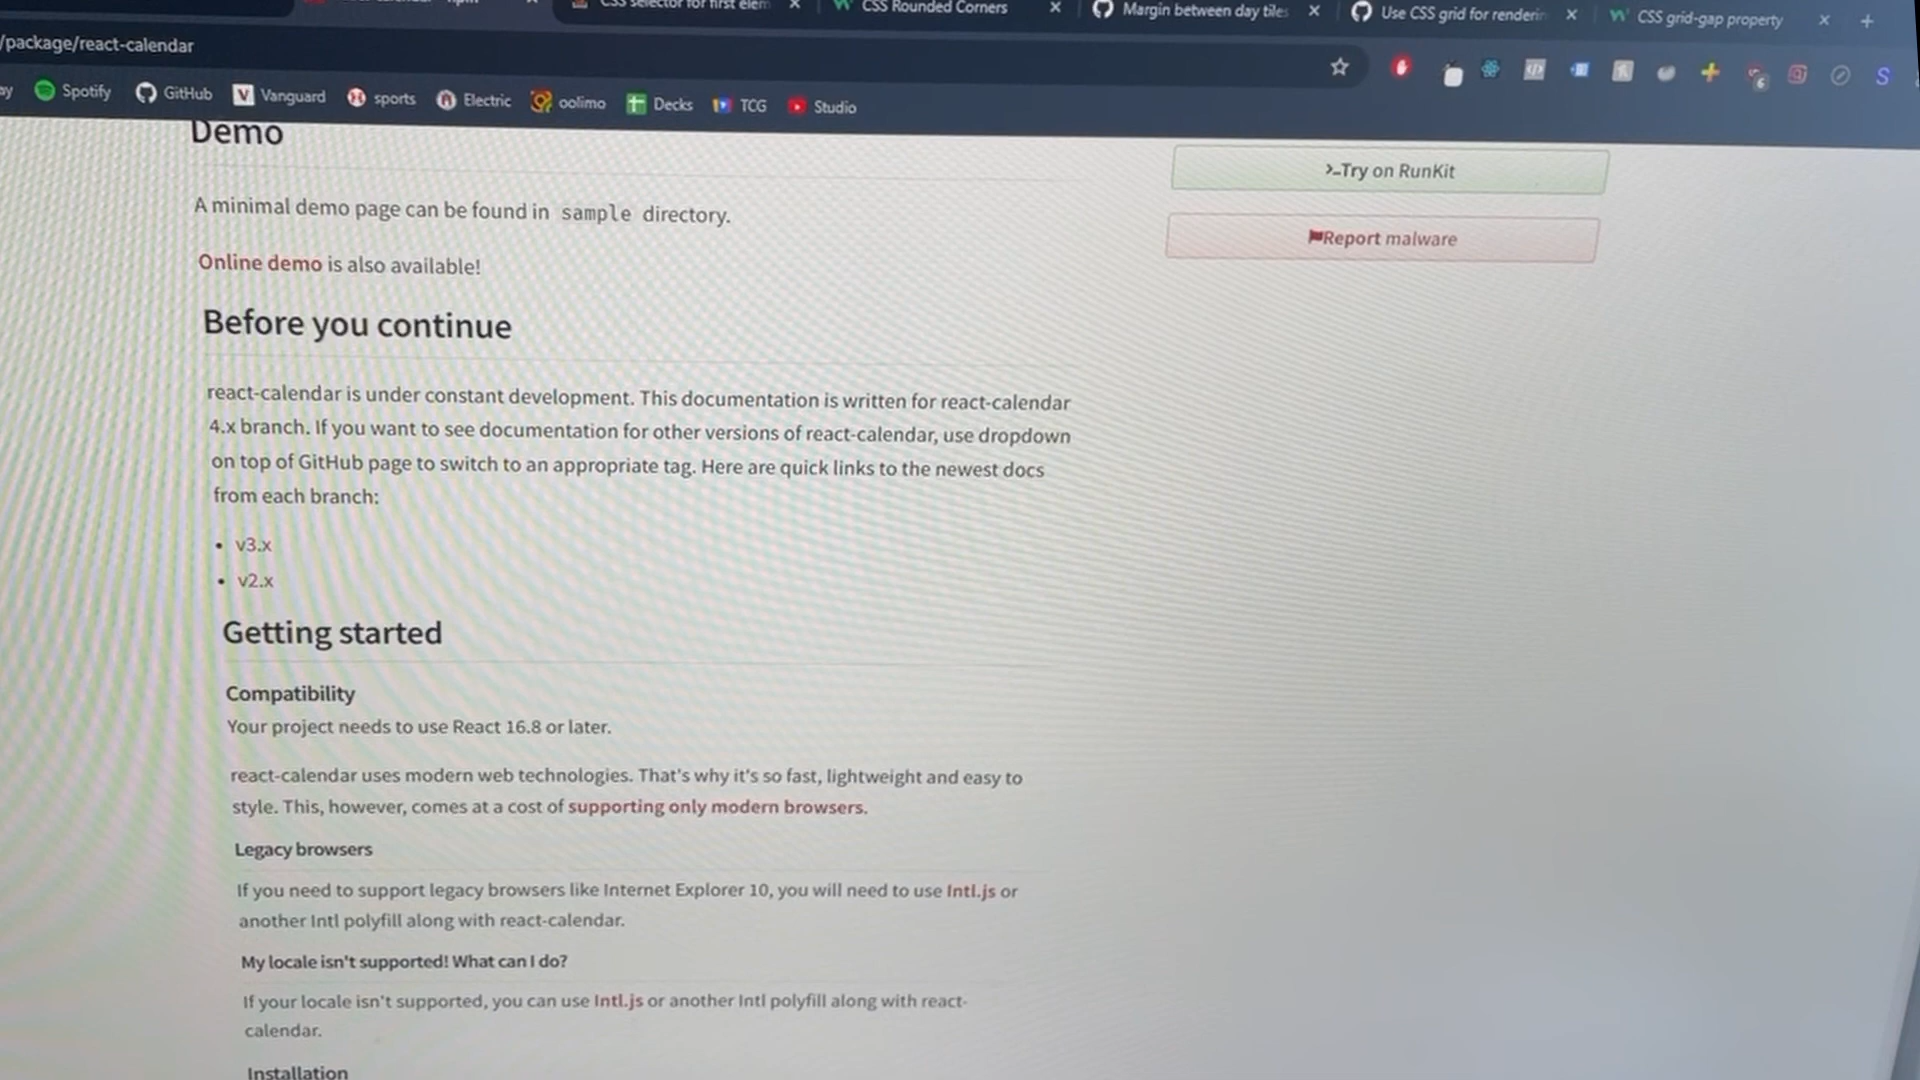 CSS selector for first elem
CSS Rounded Corners
Margin between day tiles
Use CSS grid for renderin
CSS grid-gap property
/package/react-calendar
ay
Spotify
GitHub
Vanguard
sports
Electric
oolimo
Decks
TCG
Studio
Demo
>_Try on RunKit
A minimal demo page can be found in sample directory.
Report malware
Online demo is also available!
Before you continue
react-calendar is under constant development. This documentation is written for react-calendar
4.x branch. If you want to see documentation for other versions of react-calendar, use dropdown
on top of GitHub page to switch to an appropriate tag. Here are quick links to the newest docs
from each branch:
• v3.x
• v2.x
Getting started
Compatibility
Your project needs to use React 16.8 or later.
react-calendar uses modern web technologies. That's why it's so fast, lightweight and easy to
style. This, however, comes at a cost of supporting only modern browsers.
Legacy browsers
If you need to support legacy browsers like Internet Explorer 10, you will need to use Intl.js or
another Intl polyfill along with react-calendar.
My locale isn't supported! What can I do?
If your locale isn't supported, you can use Intl.js or another Intl polyfill along with react-
calendar.
Installation